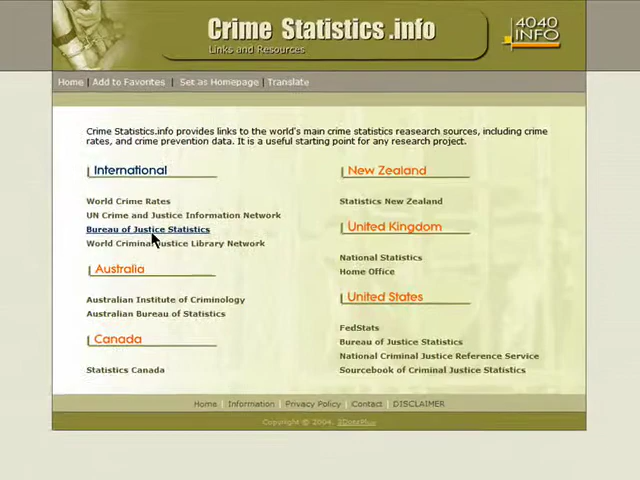 Crime Statistics .info
Links and Resources
4040
INFO
Home | Add to Favorites | Set as Homepage | Translate
Crime Statistics.info provides links to the world's main crime statistics reasearch sources, including crime
rates, and crime prevention data. It is a useful starting point for any research project.
International
World Crime Rates
UN Crime and Justice Information Network
Bureau of Justice Statistics
World Criminal Justice Library Network
Australia
Australian Institute of Criminology
Australian Bureau of Statistics
Canada
Statistics Canada
New Zealand
Statistics New Zealand
United Kingdom
National Statistics
Home Office
United States
FedStats
Bureau of Justice Statistics
National Criminal Justice Reference Service
Sourcebook of Criminal Justice Statistics
Home | Information | Privacy Policy | Contact | DISCLAIMER
Copyright © 2004.